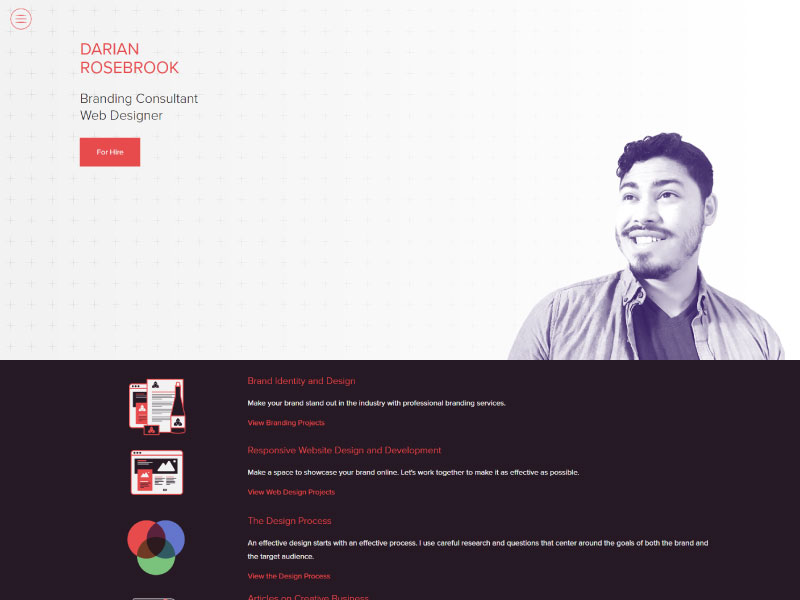 DARIAN
ROSEBROOK
Branding Consultant
Web Designer
For Hire
Brand Identity and Design
Make your brand stand out in the industry with professional branding services.
View Branding Projects
Responsive Website Design and Development
Make a space to showcase your brand online. Let's work together to make it as effective as possible.
View Web Design Projects
The Design Process
An effective design starts with an effective process. I use careful research and questions that center around the goals of both the brand and
the target audience.
View the Design Process
Articles on Creative Business